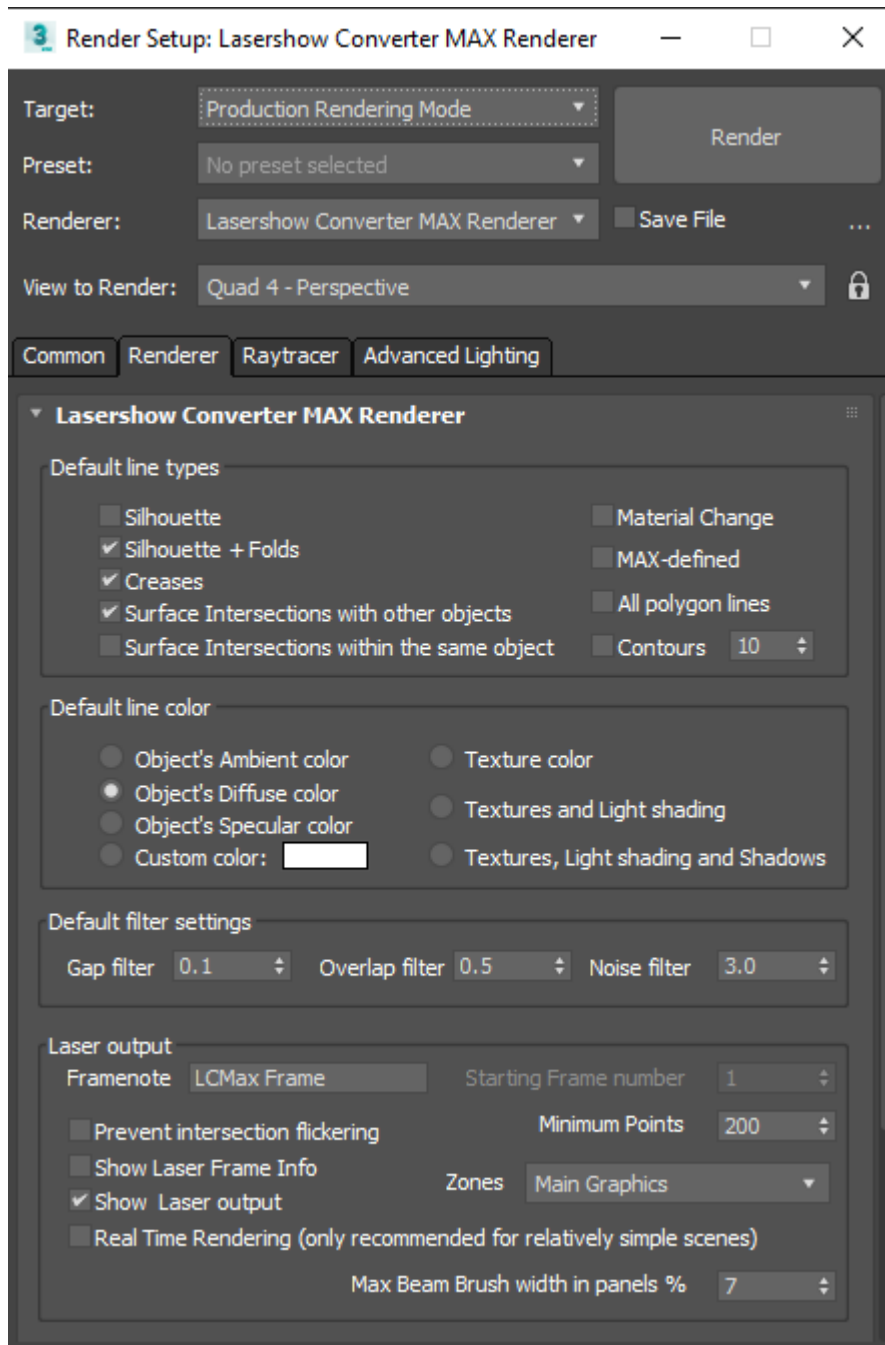 3 Render Setup: Lasershow Converter MAX Renderer
Target: Production Rendering Mode
Render
Preset: No preset selected
Renderer: Lasershow Converter MAX Renderer Save File ...
View to Render: Quad 4 - Perspective
Common Renderer Raytracer Advanced Lighting
Lasershow Converter MAX Renderer
Default line types
Silhouette Material Change
Silhouette + Folds MAX-defined
Creases
Surface Intersections with other objects All polygon lines
Surface Intersections within the same object Contours 10
Default line color
Object's Ambient color Texture color
Object's Diffuse color
Object's Specular color Textures and Light shading
Custom color: Textures, Light shading and Shadows
Default filter settings
Gap filter 0.1 Overlap filter 0.5 Noise filter 3.0
Laser output
Framenote LCMax Frame Starting Frame number 1
Prevent intersection flickering Minimum Points 200
Show Laser Frame Info
Zones Main Graphics
Show Laser output
Real Time Rendering (only recommended for relatively simple scenes)
Max Beam Brush width in panels % 7